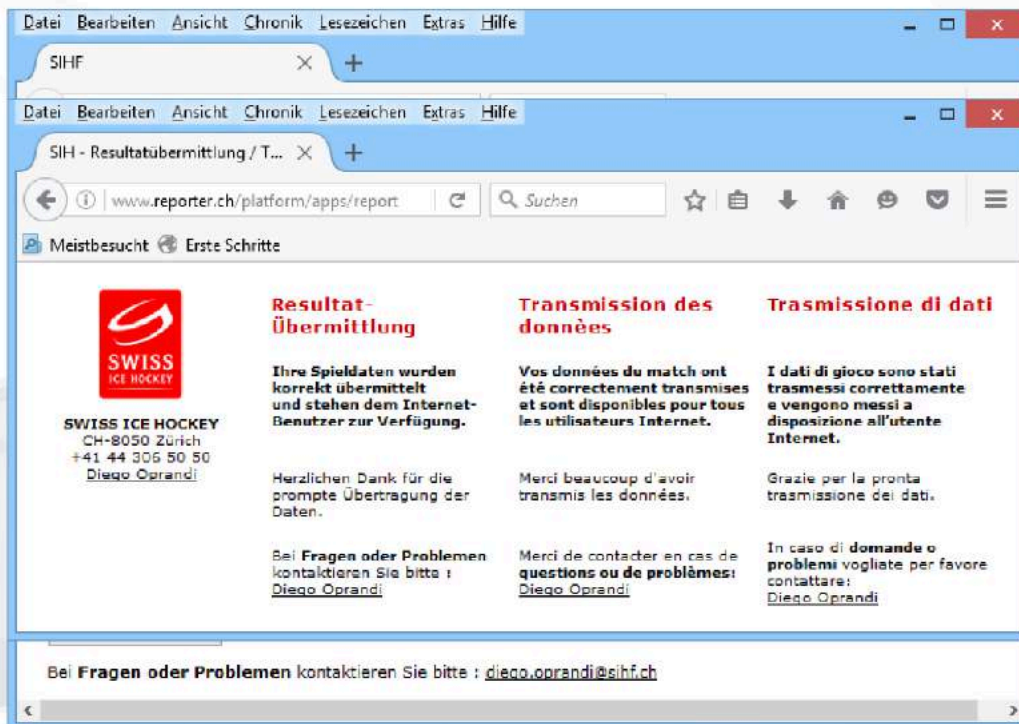 Datei Bearbeiten Ansicht Chronik Lesezeichen Extras Hilfe
SIHF
Datei Bearbeiten Ansicht Chronik Lesezeichen Extras Hilfe
SIH - Resultatübermittlung / T...
www.reporter.ch/platform/apps/report
Suchen
Meistbesucht Erste Schritte
SWISS
ICE HOCKEY
SWISS ICE HOCKEY
CH-8050 Zürich
+41 44 306 50 50
Diego Oprandi
Resultat-
Übermittlung
Ihre Spieldaten wurden
korrekt übermittelt
und stehen dem Internet-
Benutzer zur Verfügung.
Herzlichen Dank für die
prompte Übertragung der
Daten.
Bei Fragen oder Problemen
kontaktieren Sie bitte :
Diego Oprandi
Transmission des
donnèes
Vos données du match ont
été correctement transmises
et sont disponibles pour tous
les utilisateurs Internet.
Merci beaucoup d'avoir
transmis les données.
Merci de contacter en cas de
questions ou de problèmes:
Diego Oprandi
Trasmissione di dati
I dati di gioco sono stati
trasmessi correttamente
e vengono messi a
disposizione all'utente
Internet.
Grazie per la pronta
trasmissione dei dati.
In caso di domande o
problemi vogliate per favore
contattare:
Diego Oprandi
Bei Fragen oder Problemen kontaktieren Sie bitte : diego.oprandi@sihf.ch